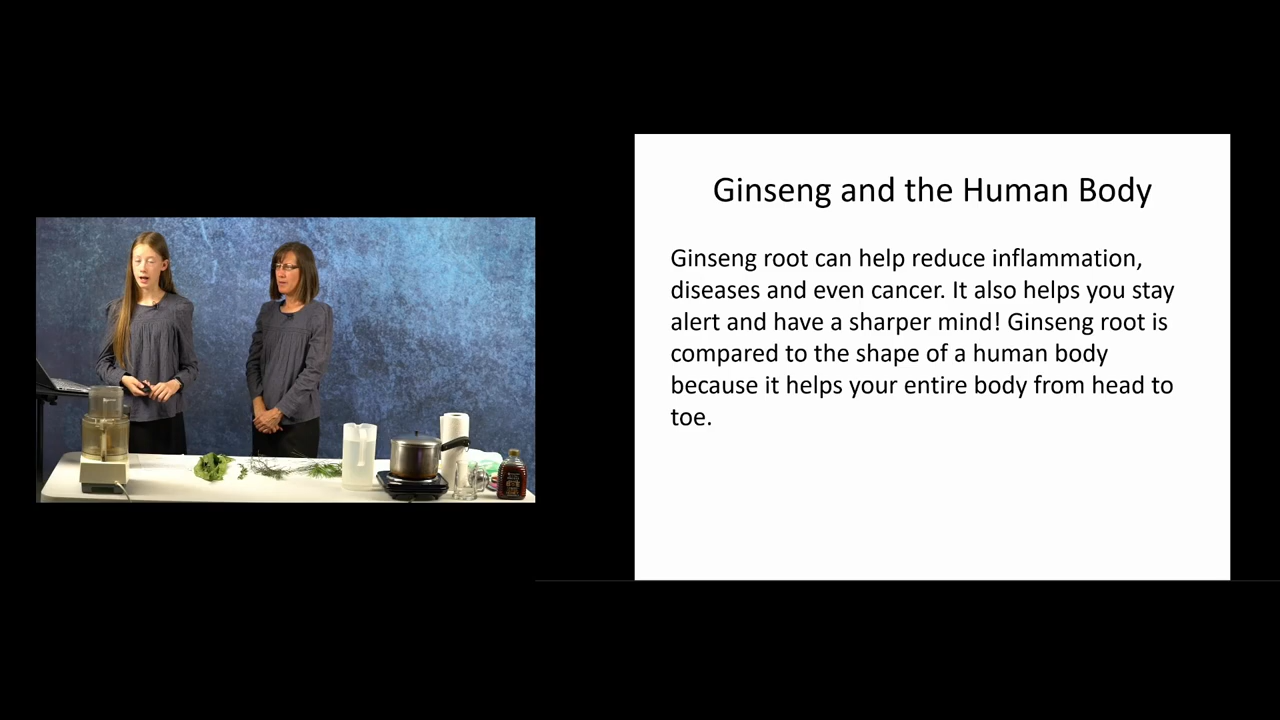 Ginseng and the Human Body
Ginseng root can help reduce inflammation,
diseases and even cancer. It also helps you stay
alert and have a sharper mind! Ginseng root is
compared to the shape of a human body
because it helps your entire body from head to
toe.